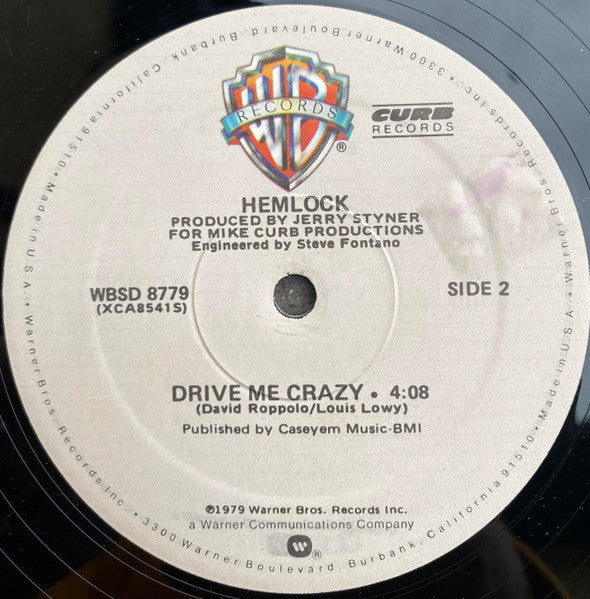 Made in U.S.A. • Warner Bros. Records Inc. • 3300 Warner Boulevard, Burbank, California 91510 • Made in U.S.A. • Warner Bros. Records Inc. • 3300 Warner Boulevard, Burbank, California 91510 •
WB
RECORDS
®
CURB
RECORDS
HEMLOCK
PRODUCED BY JERRY STYNER
FOR MIKE CURB PRODUCTIONS
Engineered by Steve Fontano
WBSD 8779
(XCA8541S)
SIDE 2
DRIVE ME CRAZY • 4:08
(David Roppolo/Louis Lowy)
Published by Caseyem Music-BMI
℗1979 Warner Bros. Records Inc.
a Warner Communications Company
®